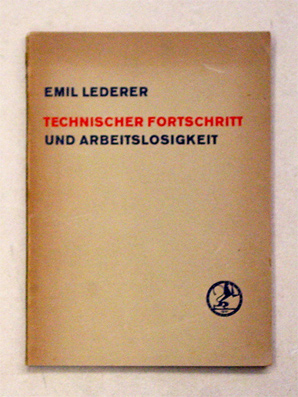 EMIL LEDERER
TECHNISCHER FORTSCHRITT
UND ARBEITSLOSIGKEIT